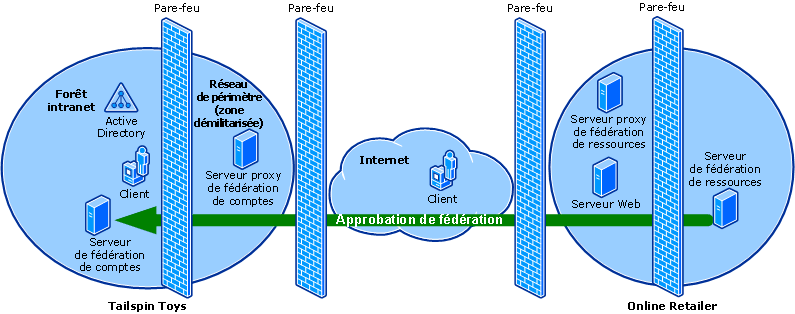 Pare-feu
Pare-feu
Pare-feu
Pare-feu
Forêt
intranet
Active
Directory
Client
Serveur
de fédération
de comptes
Réseau
de périmètre
(zone
démilitarisée)
Serveur proxy
de fédération
de comptes
Internet
Client
Approbation de fédération
Serveur proxy
de fédération
de ressources
Serveur Web
Serveur
de fédération
de ressources
Tailspin Toys
Online Retailer